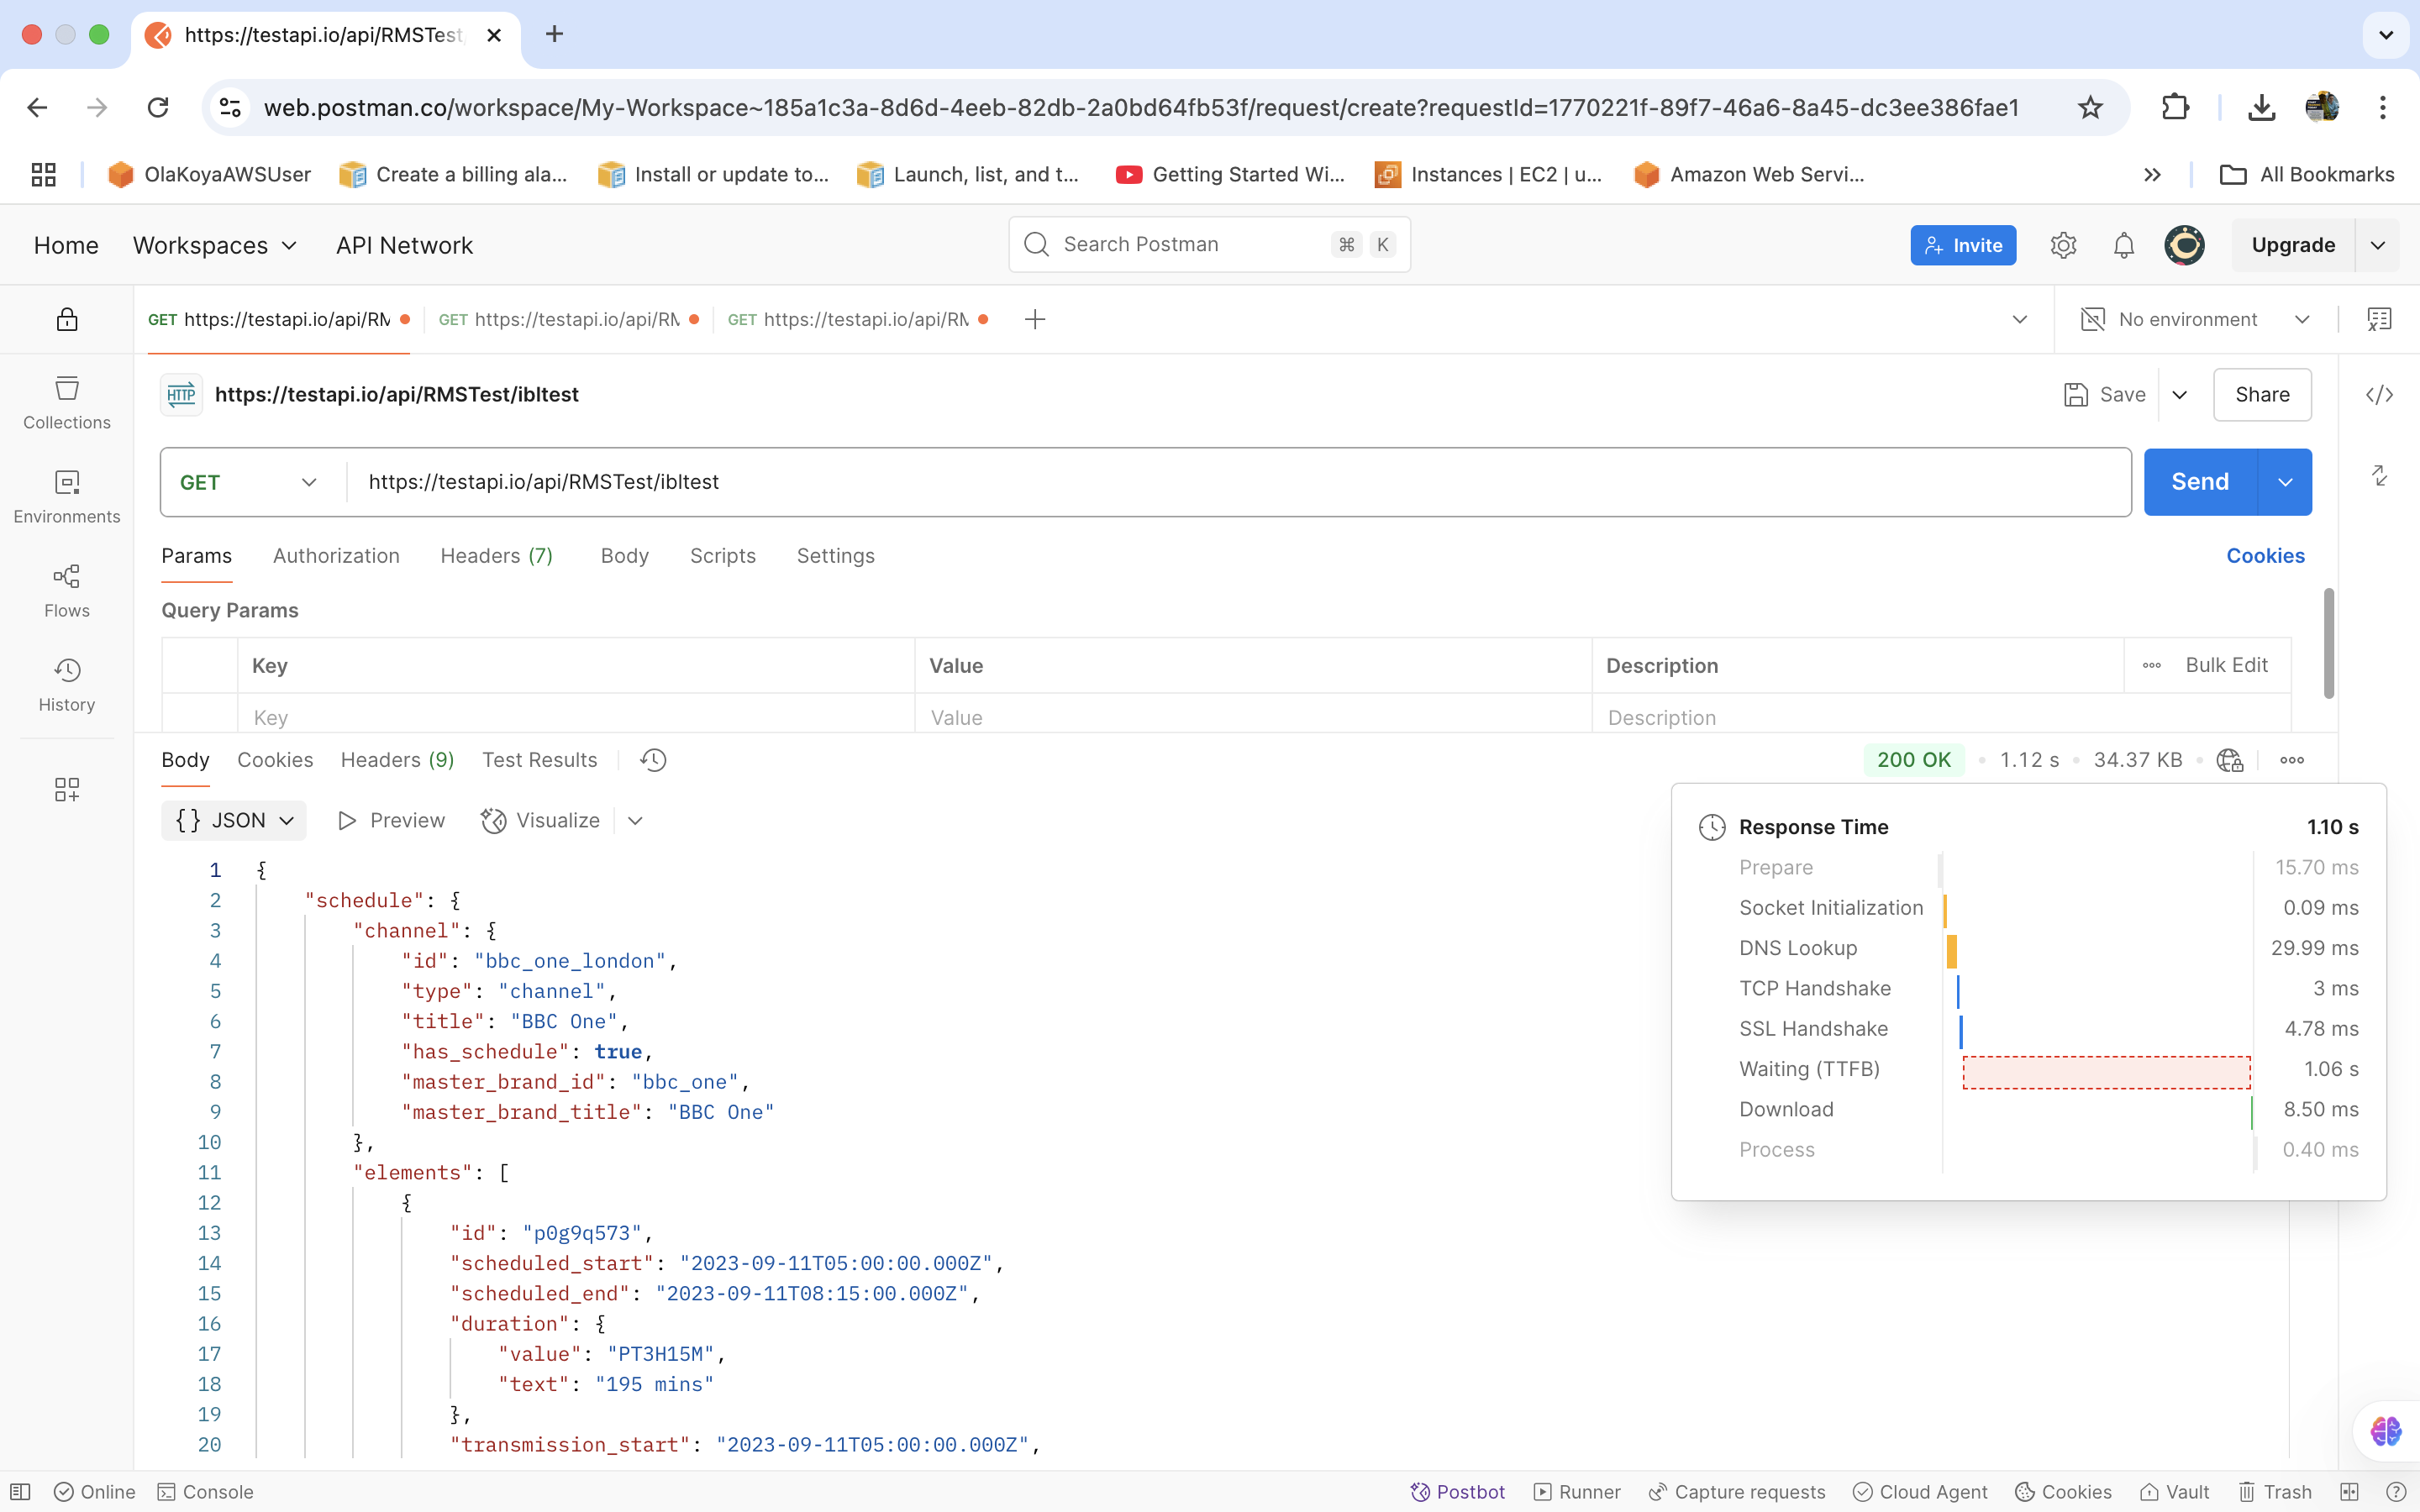 https://testapi.io/api/RMSTest/
web.postman.co/workspace/My-Workspace~185a1c3a-8d6d-4eeb-82db-2a0bd64fb53f/request/create?requestId=1770221f-89f7-46a6-8a45-dc3ee386fae1
OlaKoyaAWSUser Create a billing ala... Install or update to... Launch, list, and t... Getting Started Wi... Instances | EC2 | u... Amazon Web Servi... All Bookmarks
Home Workspaces API Network Search Postman ⌘ K Invite Upgrade
GET https://testapi.io/api/RM GET https://testapi.io/api/RM GET https://testapi.io/api/RM No environment
HTTP https://testapi.io/api/RMSTest/ibltest Save Share
Collections
GET https://testapi.io/api/RMSTest/ibltest Send
Environments
Params Authorization Headers (7) Body Scripts Settings Cookies
Flows
Query Params
Key Value Description Bulk Edit
History
Key Value Description
Body Cookies Headers (9) Test Results 200 OK 1.12 s 34.37 KB
{} JSON Preview Visualize
Response Time 1.10 s
Prepare 15.70 ms
Socket Initialization 0.09 ms
DNS Lookup 29.99 ms
TCP Handshake 3 ms
SSL Handshake 4.78 ms
Waiting (TTFB) 1.06 s
Download 8.50 ms
Process 0.40 ms
1 {
2 "schedule": {
3 "channel": {
4 "id": "bbc_one_london",
5 "type": "channel",
6 "title": "BBC One",
7 "has_schedule": true,
8 "master_brand_id": "bbc_one",
9 "master_brand_title": "BBC One"
10 },
11 "elements": [
12 {
13 "id": "p0g9q573",
14 "scheduled_start": "2023-09-11T05:00:00.000Z",
15 "scheduled_end": "2023-09-11T08:15:00.000Z",
16 "duration": {
17 "value": "PT3H15M",
18 "text": "195 mins"
19 },
20 "transmission_start": "2023-09-11T05:00:00.000Z",
Online Console Postbot Runner Capture requests Cloud Agent Cookies Vault Trash